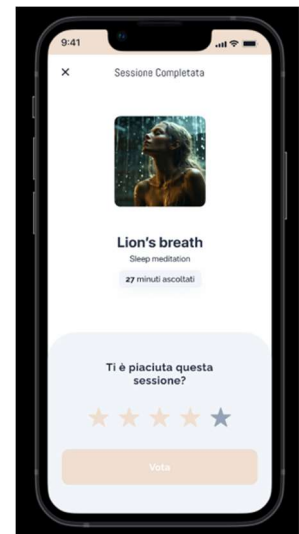 9:41
Sessione Completata
Lion's breath
Sleep meditation
27 minuti ascoltati
Ti è piaciuta questa
sessione?
Vota